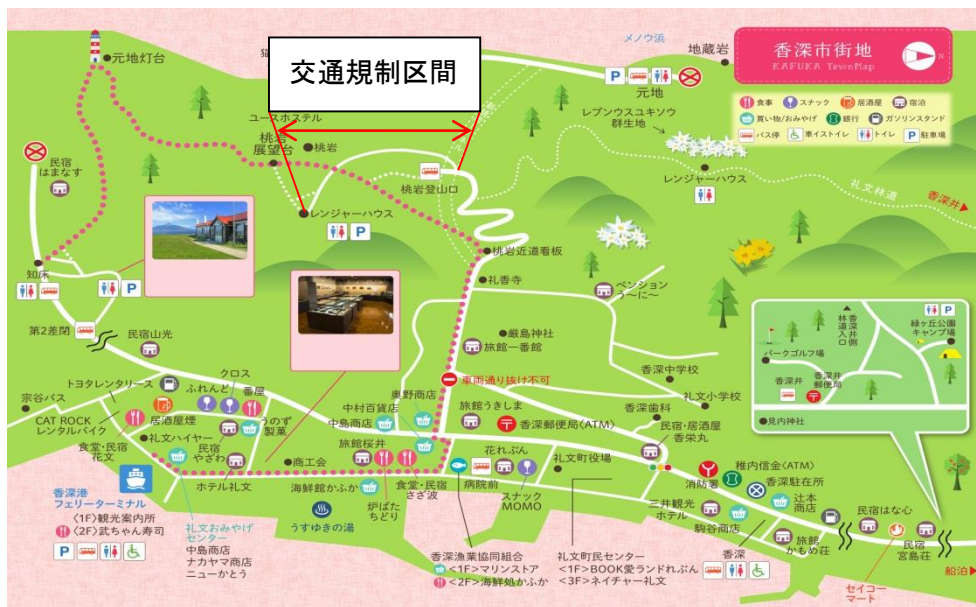 元地灯台
猫
交通規制区間
メノウ浜
地蔵岩
香深市街地
KAFUKA TownMap
N
食事
スナック
居酒屋
宿泊
買い物/おみやげ
銀行
ガソリンスタンド
バス停
車イストイレ
トイレ
P 駐車場
P
元地
レブンウスユキソウ
群生地
ユースホステル
桃岩
展望台
桃岩
民宿
はまなす
桃岩登山口
レンジャーハウス
P
レンジャーハウス
礼文林道
香深井
桃岩近道看板
礼香寺
ペンション
う~に~
知床
P
第2差閉
民宿山光
厳島神社
旅館一番館
車両通り抜け不可
香深中学校
礼文小学校
緑ヶ丘公園
キャンプ場
P
香深井側
林道入口
パークゴルフ場
香深井
香深井
郵便局
見内神社
トヨタレンタリース
宗谷バス
CAT ROCK
レンタルバイク
食堂・民宿
花文
居酒屋煙
ふれんど
クロス
番屋
うのず
製菓
民宿
やざわ
礼文ハイヤー
ホテル礼文
商工会
奥野商店
中村百貨店
中島商店
旅館桜井
旅館うきしま
香深郵便局〈ATM〉
香深歯科
民宿・居酒屋
香栄丸
花れぶん
病院前
スナック
MOMO
礼文町役場
食堂・民宿
さざ波
炉ばた
ちどり
海鮮館かふか
うすゆきの湯
香深港
フェリーターミナル
〈1F〉観光案内所
〈2F〉武ちゃん寿司
P
礼文おみやげ
センター
中島商店
ナカヤマ商店
ニューかとう
香深漁業協同組合
<1F>マリンストア
<2F>海鮮処かふか
礼文町民センター
<1F>BOOK愛ランドれぶん
<3F>ネイチャー礼文
消防署
稚内信金〈ATM〉
香深駐在所
三井観光
ホテル
駒谷商店
辻本
商店
香深
旅館
かもめ荘
民宿はな心
セイコー
マート
民宿
宮島荘
船泊